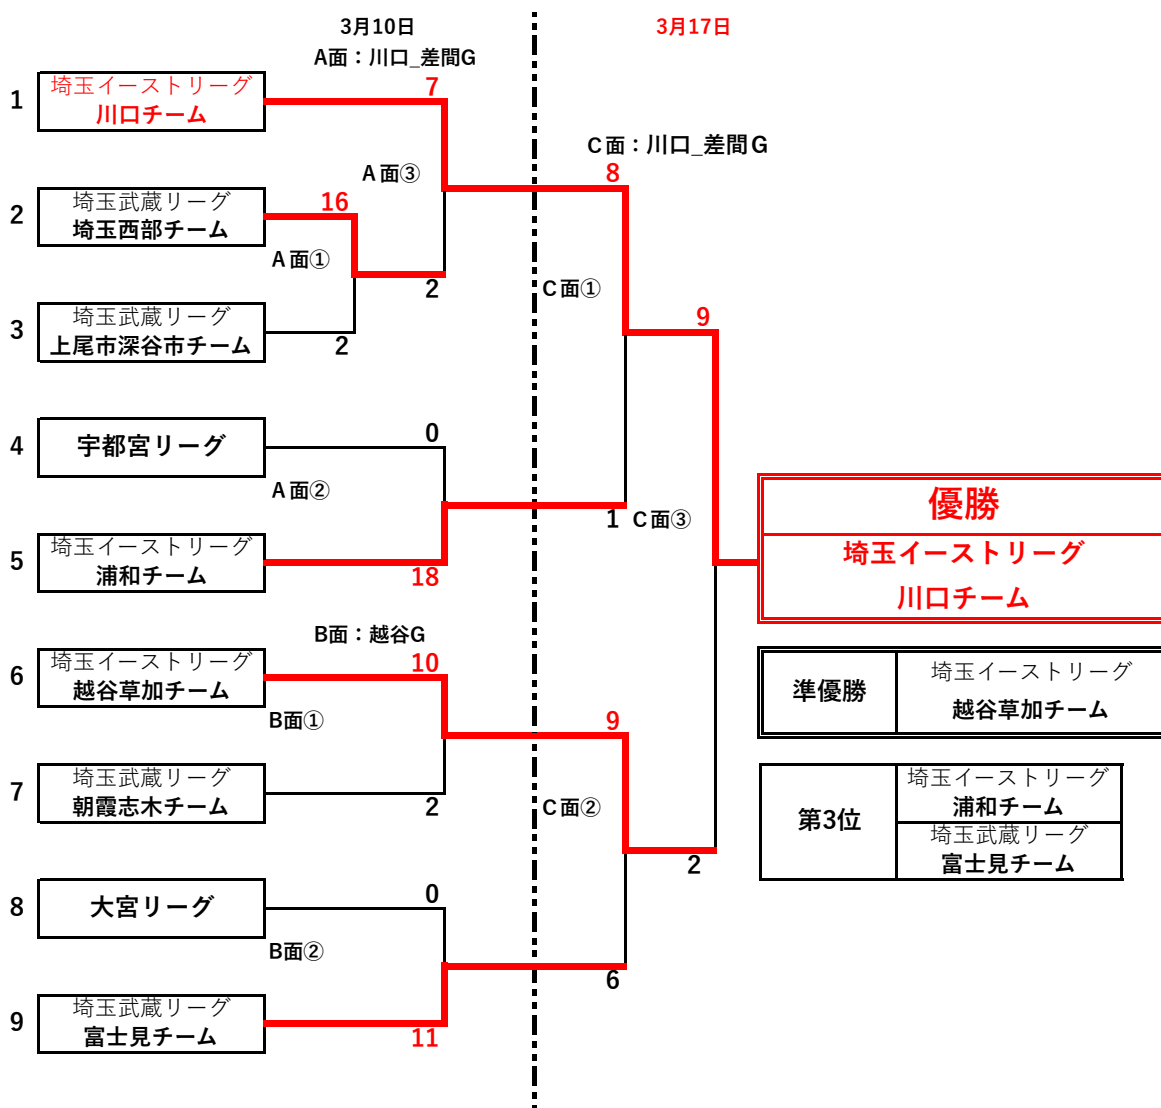 3月10日
3月17日
A面：川口_差間G
7
1
埼玉イーストリーグ
川口チーム
C面：川口_差間G
A面③
8
2
埼玉武蔵リーグ
埼玉西部チーム
16
A面①
2
C面①
3
埼玉武蔵リーグ
上尾市深谷市チーム
2
9
4
宇都宮リーグ
0
A面②
1
C面③
5
埼玉イーストリーグ
浦和チーム
18
優勝
埼玉イーストリーグ
川口チーム
B面：越谷G
6
埼玉イーストリーグ
越谷草加チーム
10
B面①
9
準優勝
埼玉イーストリーグ
越谷草加チーム
7
埼玉武蔵リーグ
朝霞志木チーム
2
C面②
2
第3位
埼玉イーストリーグ
浦和チーム
埼玉武蔵リーグ
富士見チーム
8
大宮リーグ
0
B面②
6
9
埼玉武蔵リーグ
富士見チーム
11